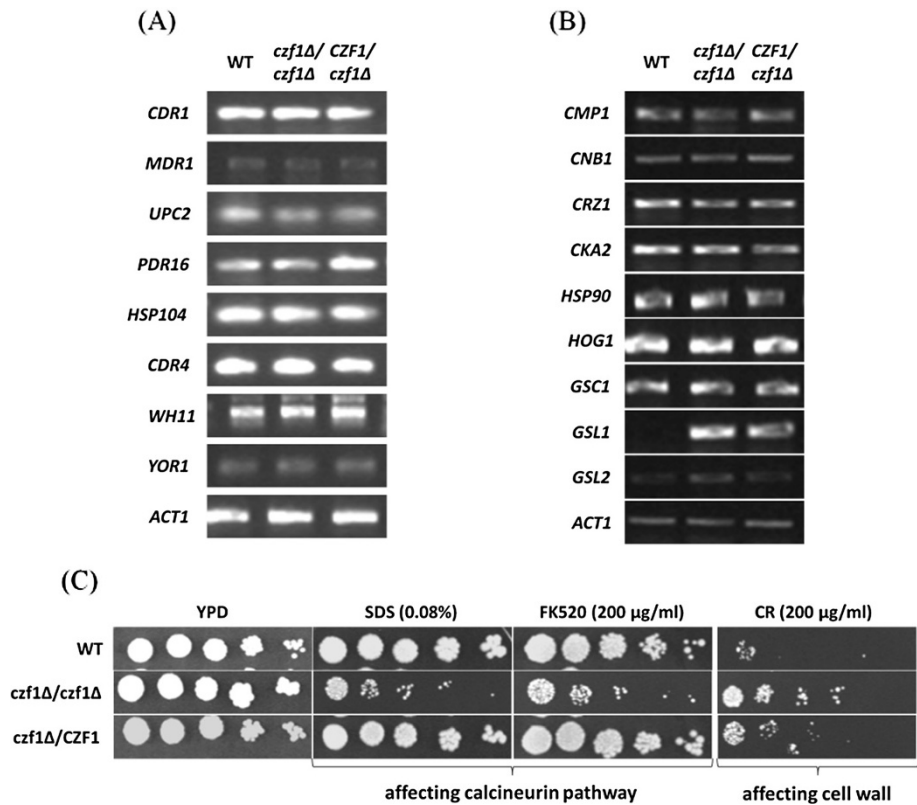 (A)
WT czf1Δ/ CZF1/
czf1Δ czf1Δ
CDR1
MDR1
UPC2
PDR16
HSP104
CDR4
WH11
YOR1
ACT1
(B)
WT czf1Δ/ CZF1/
czf1Δ czf1Δ
CMP1
CNB1
CRZ1
CKA2
HSP90
HOG1
GSC1
GSL1
GSL2
ACT1
(C)
YPD SDS (0.08%) FK520 (200 µg/ml) CR (200 µg/ml)
WT
czf1Δ/czf1Δ
czf1Δ/CZF1
affecting calcineurin pathway affecting cell wall